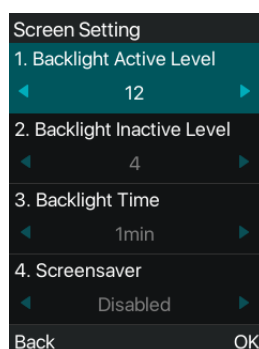 Screen Setting
1. Backlight Active Level
12
2. Backlight Inactive Level
4
3. Backlight Time
1min
4. Screensaver
Disabled
Back OK